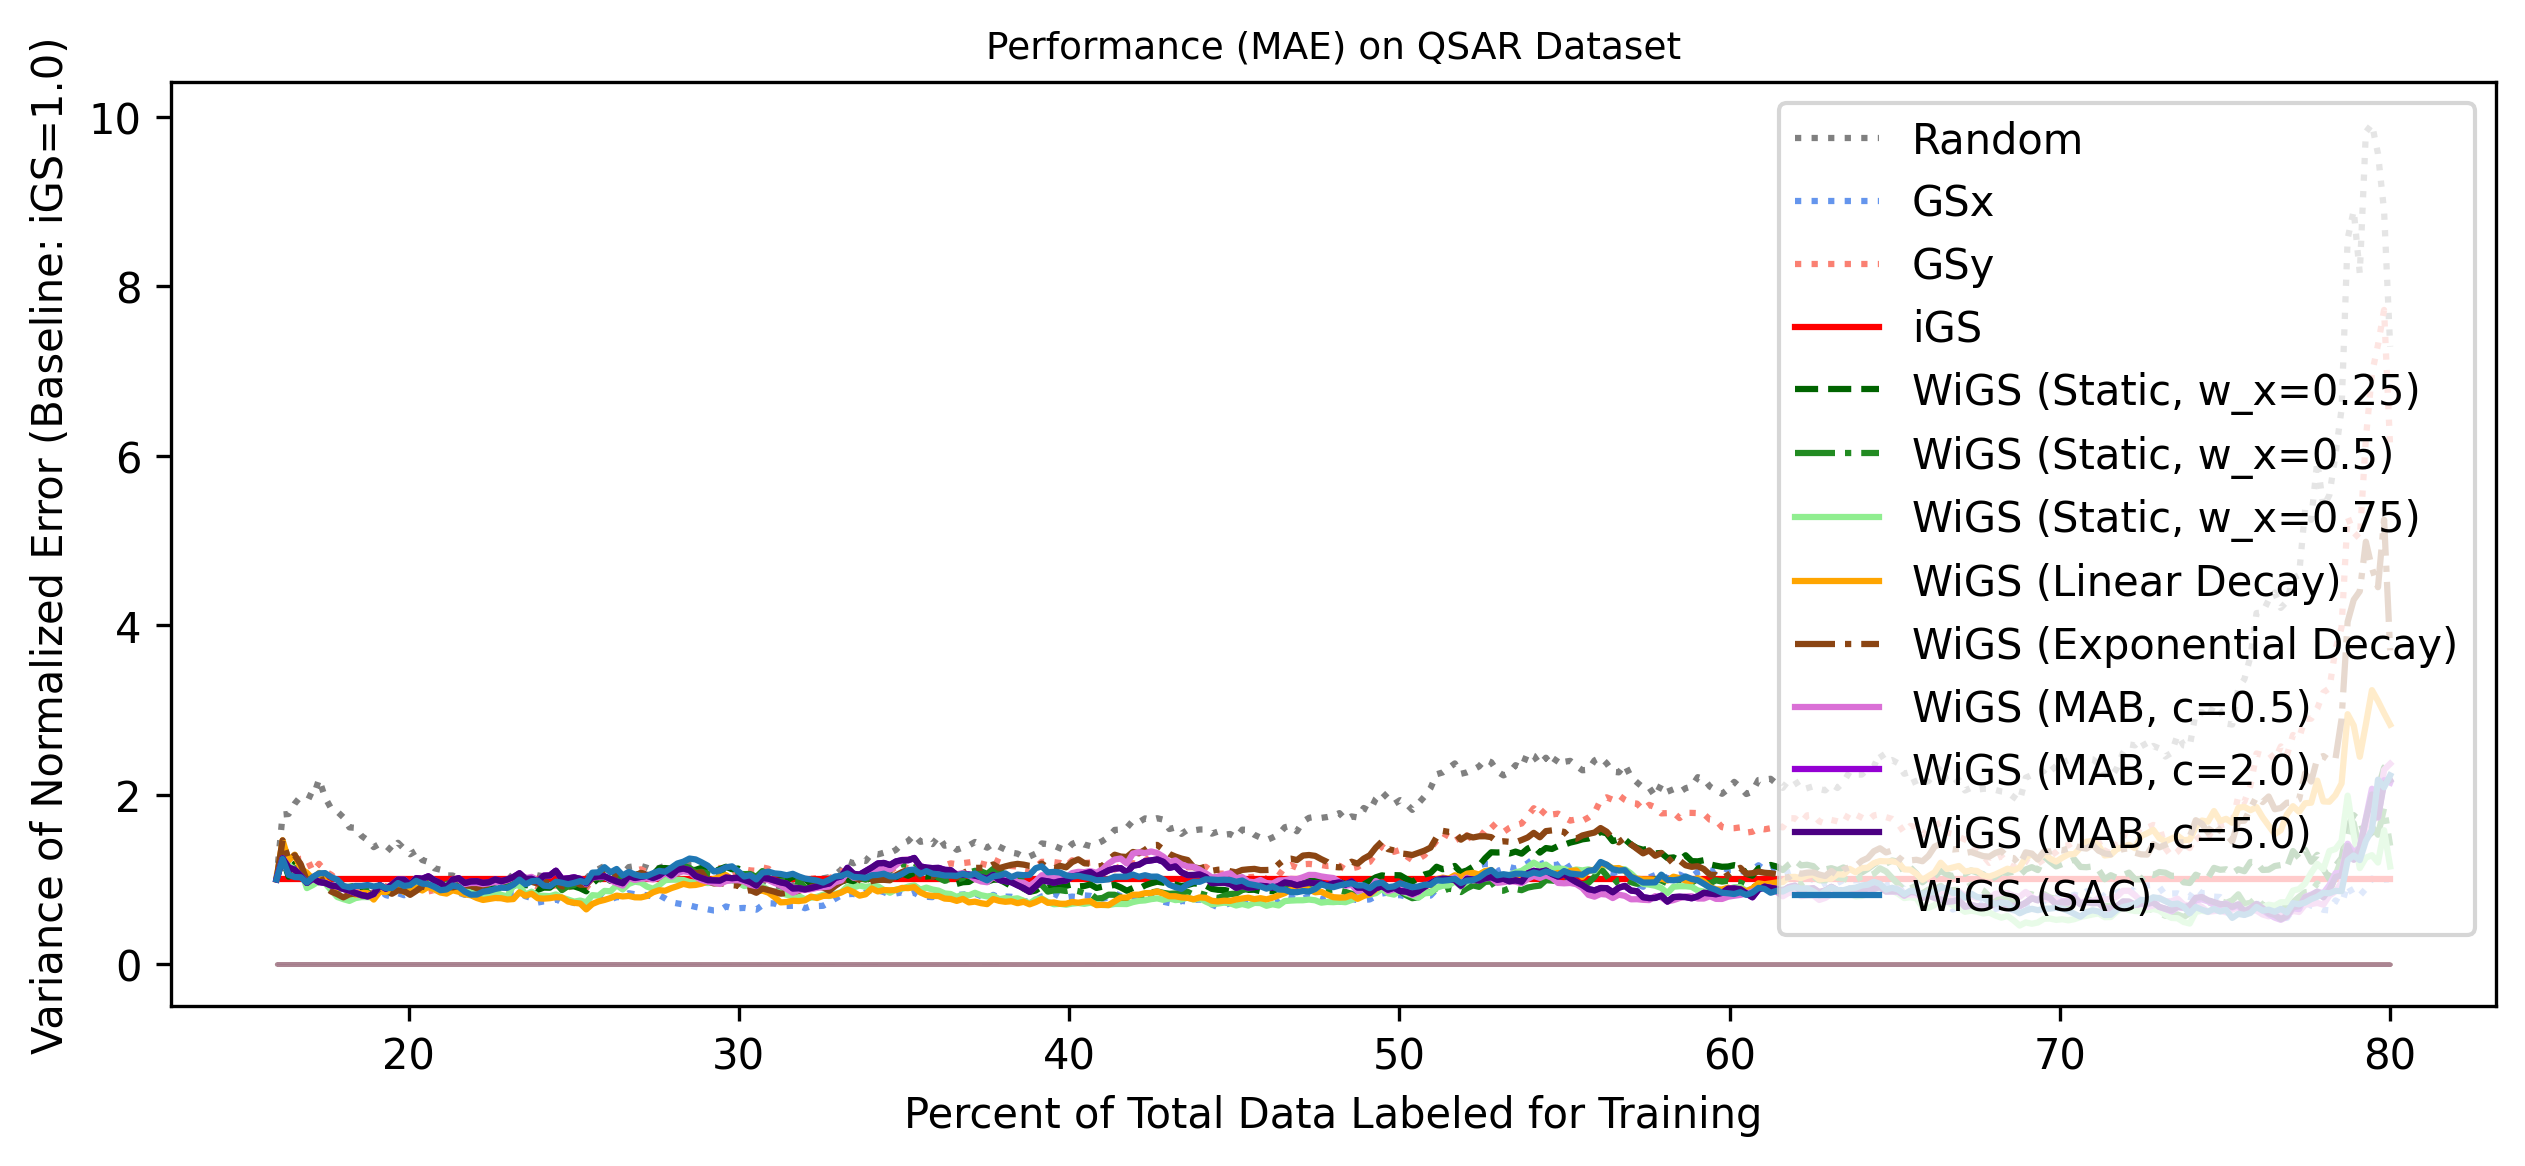 Performance (MAE) on QSAR Dataset
Variance of Normalized Error (Baseline: iGS=1.0)
10
8
6
4
2
0
Random
GSx
GSy
iGS
WiGS (Static, w_x=0.25)
WiGS (Static, w_x=0.5)
WiGS (Static, w_x=0.75)
WiGS (Linear Decay)
WiGS (Exponential Decay)
WiGS (MAB, c=0.5)
WiGS (MAB, c=2.0)
WiGS (MAB, c=5.0)
WiGS (SAC)
20 30 40 50 60 70 80
Percent of Total Data Labeled for Training